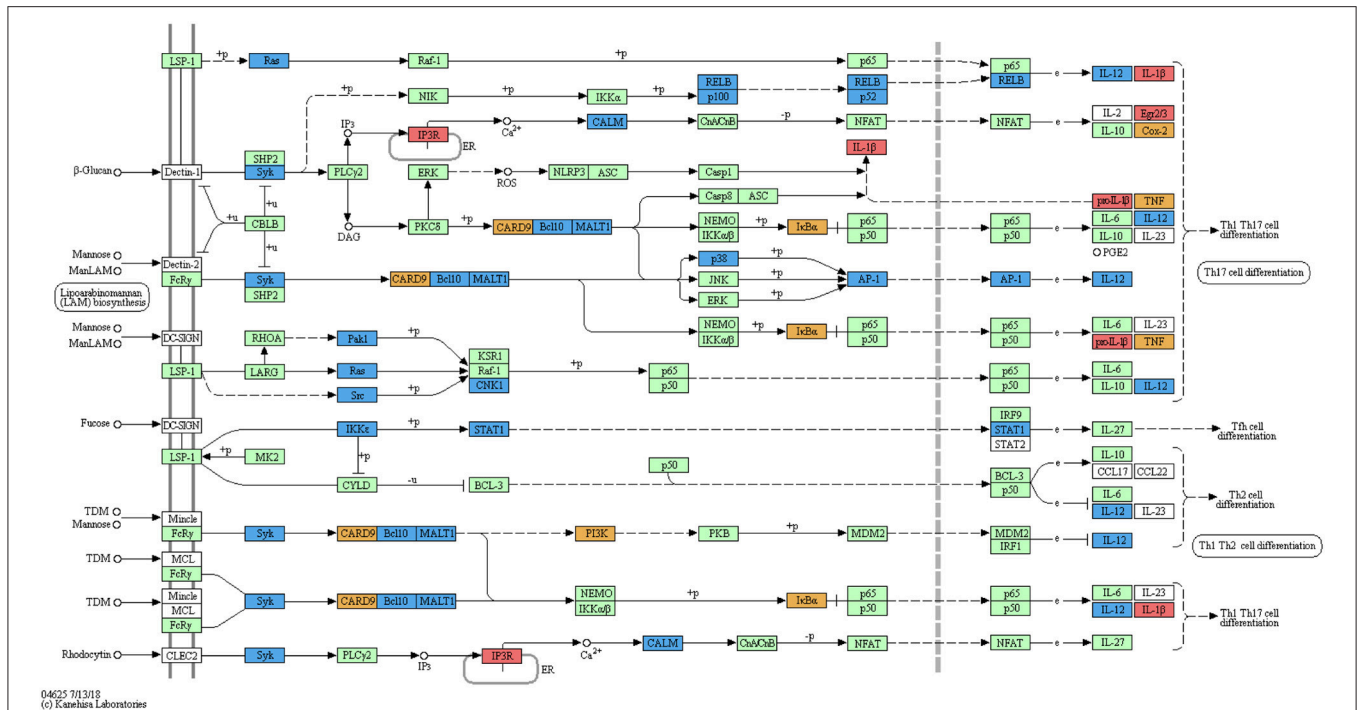 LSP-1 +p Ras Raf-1 +p p65 p65 RELB e IL-12 IL-1β
+p NIK +p IKKα +p RELB p100 RELB p52
IP3 IP3R ER Ca2+ CALM CnA/CnB -p NFAT NFAT e IL-2 Egr2/3 IL-10 Cox-2
IL-1β
β-Glucan Dectin-1 SHP2 Syk PLCγ2 ERK ROS NLRP3 ASC Casp1
Casp8 ASC pro-IL-1β TNF
+u CBLB +u +u
DAG PKCδ +p CARD9 Bcl10 MALT1 NEMO IKKα/β +p IκBα p65 p50 p65 p50 e IL-6 IL-12 IL-10 IL-23 PGE2
Th1 Th17 cell
differentiation
Th17 cell differentiation
Mannose
ManLAM
Dectin-2 FcRγ Syk SHP2 CARD9 Bcl10 MALT1
p38 +p
JNK +p AP-1 AP-1 e IL-12
ERK +p
Lipoarabinomannan
(LAM) biosynthesis
NEMO IKKα/β +p IκBα p65 p50 p65 p50 e IL-6 IL-23 pro-IL-1β TNF
Mannose
ManLAM
DC-SIGN RHOA Pak1 +p
LSP-1 LARG Ras KSR1 Raf-1 CNK1 +p p65 p50 p65 p50 e IL-6 IL-10 IL-12
Src +p
Fucose DC-SIGN IKKε +p STAT1 IRF9 STAT1 STAT2 e IL-27
Tfh cell
differentiation
LSP-1 +p MK2 +p
CYLD -u BCL-3 p50 BCL-3 p50 e IL-10 CCL17 CCL22
e IL-6 IL-12 IL-23
Th2 cell
differentiation
TDM
Mannose
Mincle FcRγ Syk CARD9 Bcl10 MALT1 PI3K PKB +p MDM2 MDM2 IRF1 e IL-12
Th1 Th2 cell differentiation
TDM MCL FcRγ
TDM Mincle MCL FcRγ Syk CARD9 Bcl10 MALT1 NEMO IKKα/β +p IκBα p65 p50 p65 p50 e IL-6 IL-23 IL-12 IL-1β
Th1 Th17 cell
differentiation
Rhodocytin CLEC2 Syk PLCγ2 IP3 IP3R ER Ca2+ CALM CnA/CnB -p NFAT NFAT e IL-27
04625 7/13/18
(c) Kanehisa Laboratories